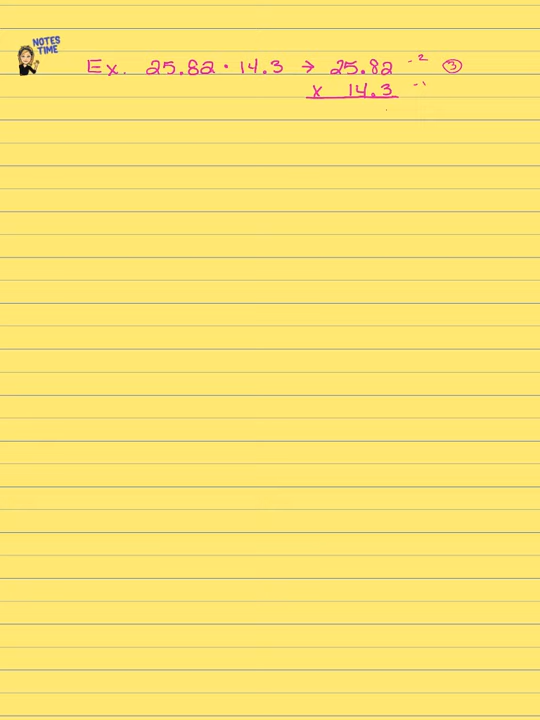 NOTES
TIME
Ex. 25.82 · 14.3 → 25.82 -2 ③
x 14.3 -1